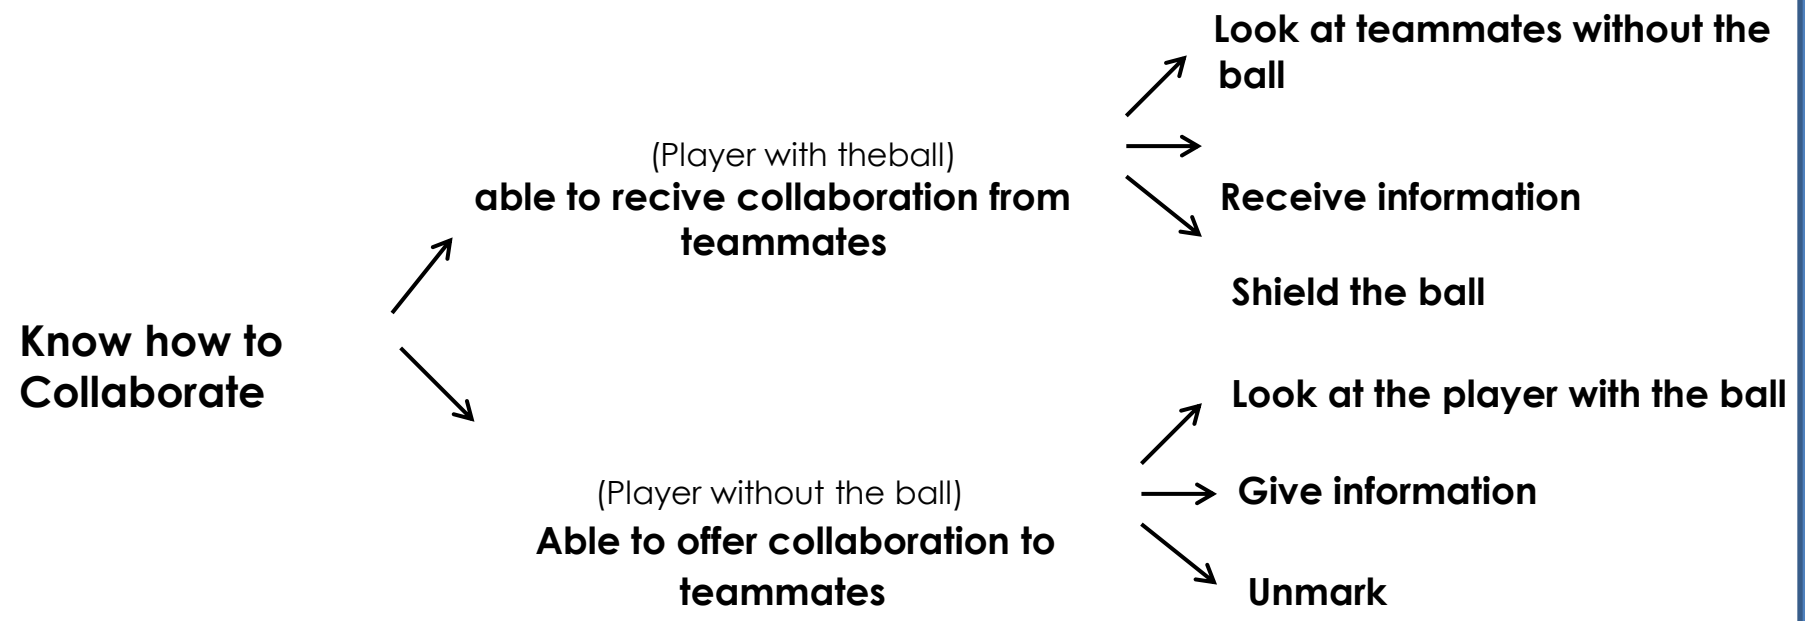 Look at teammates without the
ball
(Player with theball)
able to recive collaboration from
teammates
Receive information
Shield the ball
Know how to
Collaborate
Look at the player with the ball
(Player without the ball)
Give information
Able to offer collaboration to
teammates
Unmark